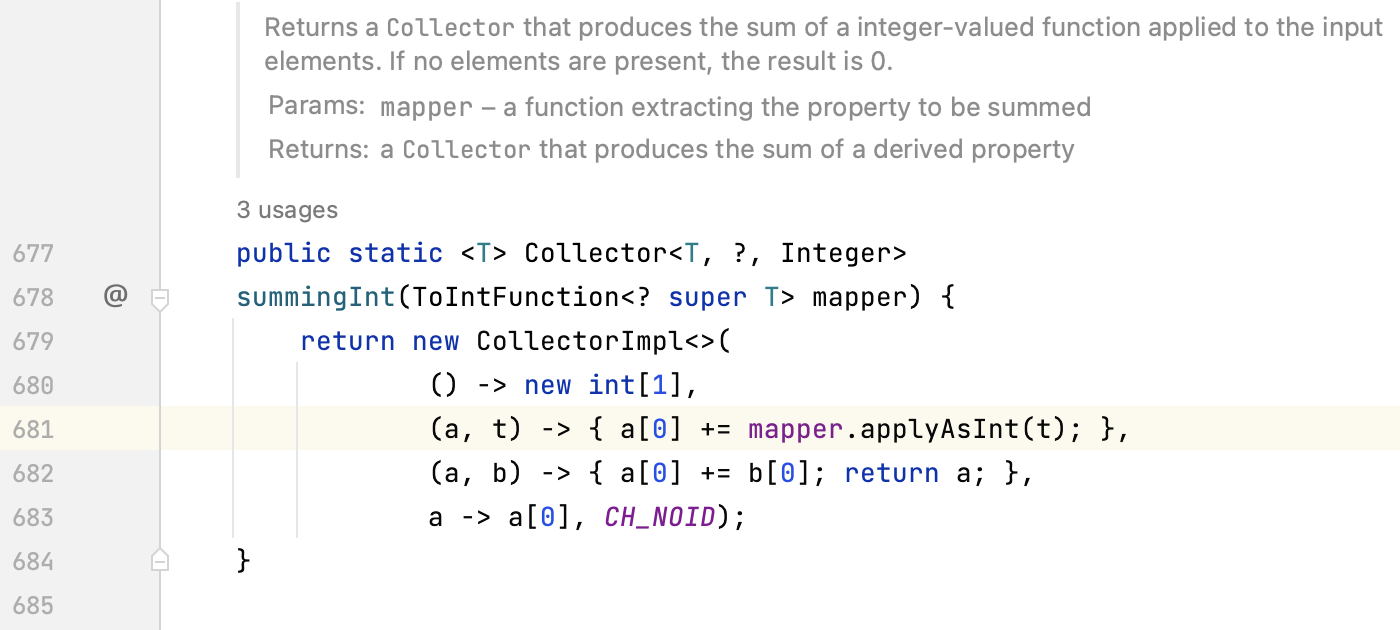 Returns a Collector that produces the sum of a integer-valued function applied to the input
elements. If no elements are present, the result is 0.
Params: mapper – a function extracting the property to be summed
Returns: a Collector that produces the sum of a derived property
3 usages
677 public static <T> Collector<T, ?, Integer>
678 @ summingInt(ToIntFunction<? super T> mapper) {
679 return new CollectorImpl<>(
680 () -> new int[1],
681 (a, t) -> { a[0] += mapper.applyAsInt(t); },
682 (a, b) -> { a[0] += b[0]; return a; },
683 a -> a[0], CH_NOID);
684 }
685